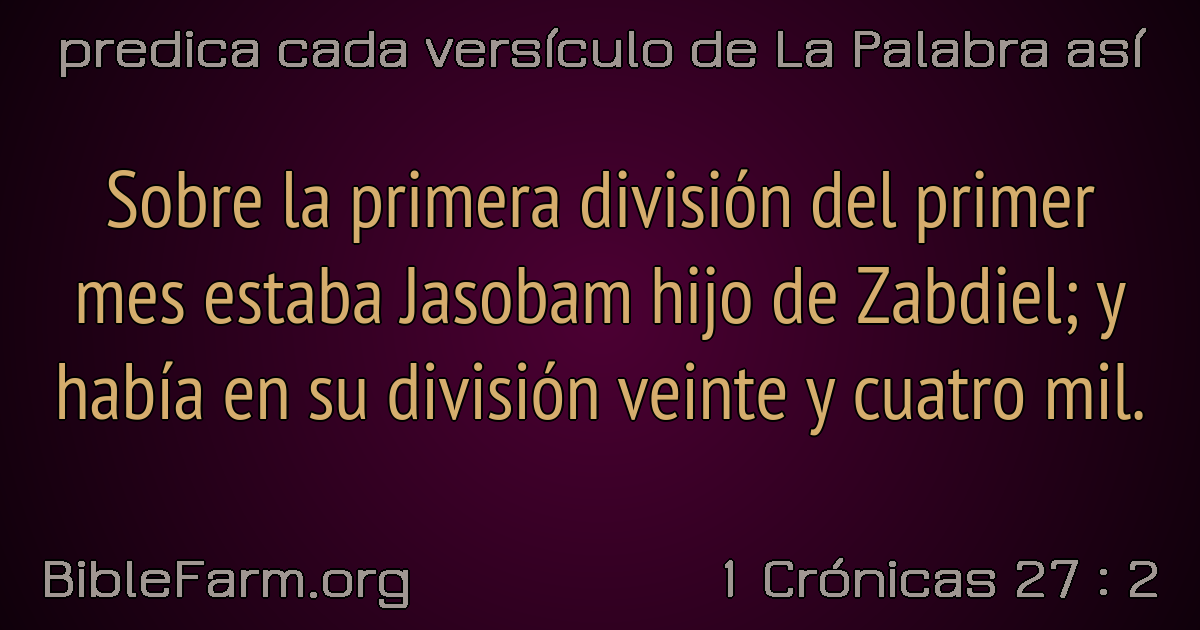 predica cada versículo de La Palabra así
Sobre la primera división del primer
mes estaba Jasobam hijo de Zabdiel; y
había en su división veinte y cuatro mil.
BibleFarm.org
1 Crónicas 27 : 2